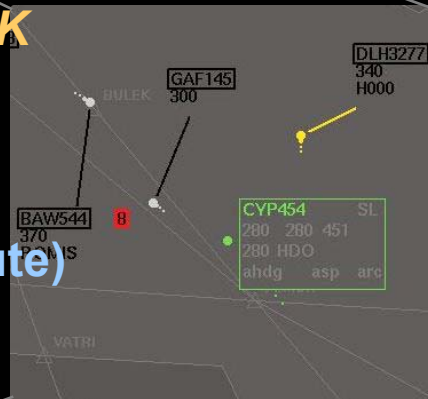 K
DLH3277
340
H000
GAF145
300
BULEK
BAW544
370
8
CYP454 SL
280 280 451
280 HDO
ahdg asp arc
ute)
VATRI